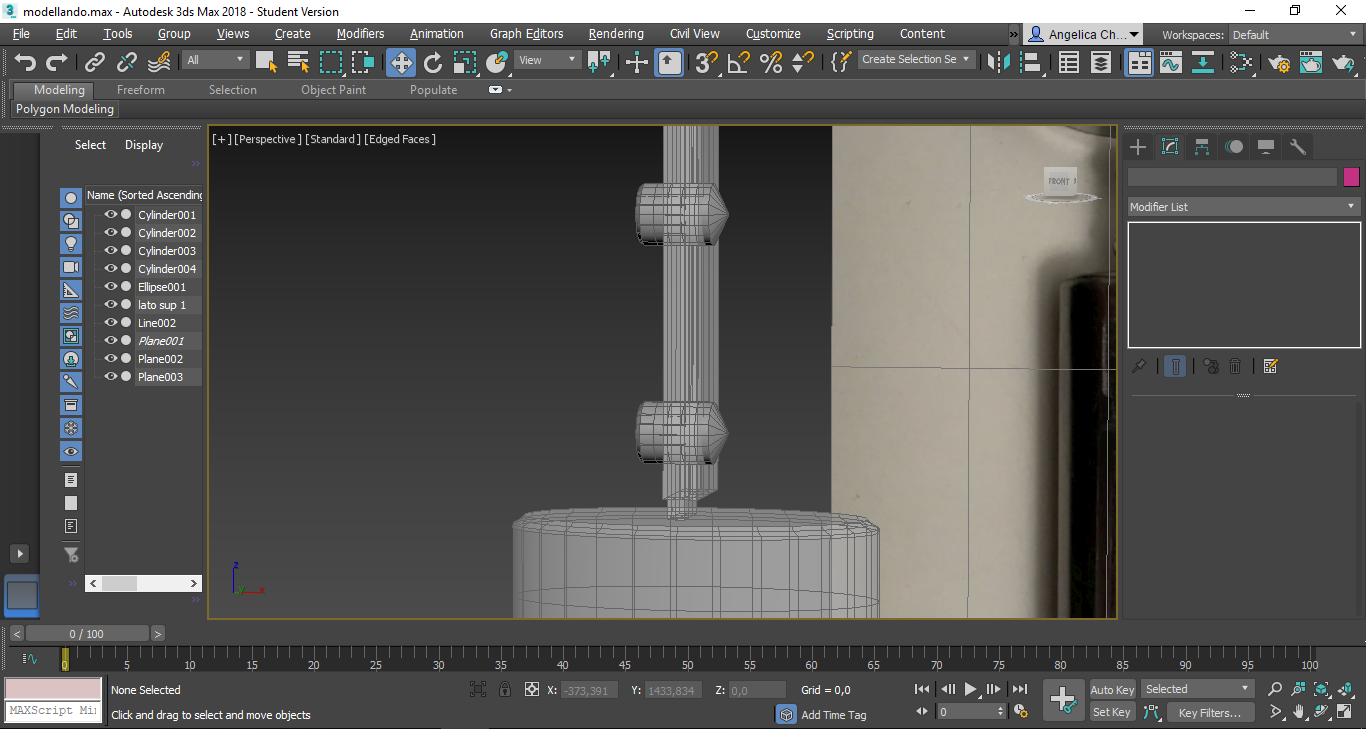 modellando.max - Autodesk 3ds Max 2018 - Student Version
File Edit Tools Group Views Create Modifiers Animation Graph Editors Rendering Civil View Customize Scripting Content » Angelica Ch... Workspaces: Default
All View 3 Create Selection Se
Modeling Freeform Selection Object Paint Populate
Polygon Modeling
Select Display
[+] [Perspective] [Standard] [Edged Faces]
FRONT
Name (Sorted Ascending
Cylinder001
Cylinder002
Cylinder003
Cylinder004
Ellipse001
lato sup 1
Line002
Plane001
Plane002
Plane003
Modifier List
z
y x
< 0 / 100 >
0 5 10 15 20 25 30 35 40 45 50 55 60 65 70 75 80 85 90 95 100
None Selected X: -373,391 Y: 1433,834 Z: 0,0 Grid = 0,0 Auto Key Selected
MAXScript Mi
Click and drag to select and move objects Add Time Tag 0 Set Key Key Filters...